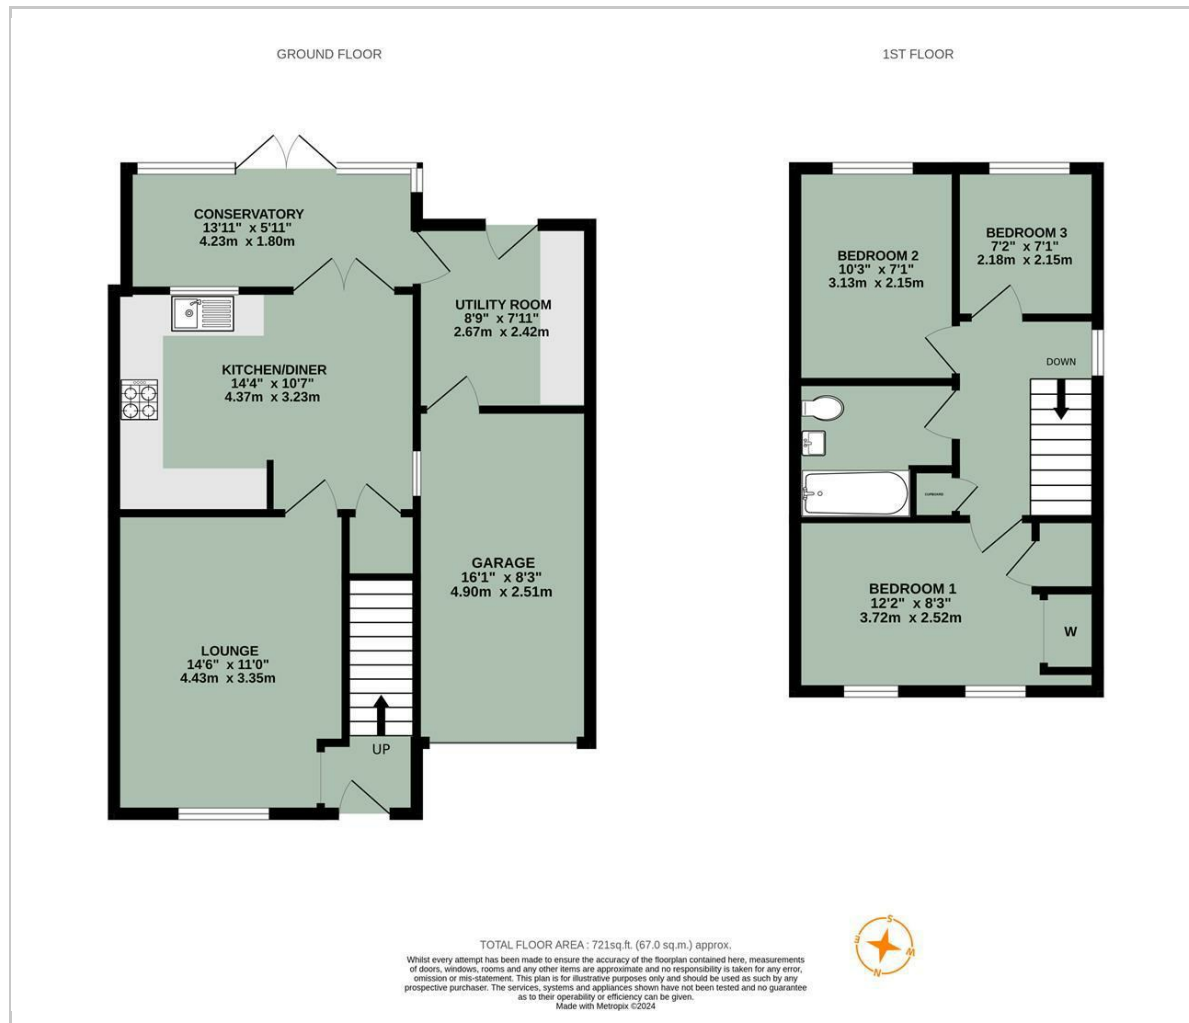 GROUND FLOOR
1ST FLOOR
CONSERVATORY
13'11" x 5'11"
4.23m x 1.80m
UTILITY ROOM
8'9" x 7'11"
2.67m x 2.42m
KITCHEN/DINER
14'4" x 10'7"
4.37m x 3.23m
GARAGE
16'1" x 8'3"
4.90m x 2.51m
LOUNGE
14'6" x 11'0"
4.43m x 3.35m
UP
BEDROOM 2
10'3" x 7'1"
3.13m x 2.15m
BEDROOM 3
7'2" x 7'1"
2.18m x 2.15m
DOWN
CUPBOARD
BEDROOM 1
12'2" x 8'3"
3.72m x 2.52m
W
S
E
W
N
TOTAL FLOOR AREA : 721sq.ft. (67.0 sq.m.) approx.
Whilst every attempt has been made to ensure the accuracy of the floorplan contained here, measurements
of doors, windows, rooms and any other items are approximate and no responsibility is taken for any error,
omission or mis-statement. This plan is for illustrative purposes only and should be used as such by any
prospective purchaser. The services, systems and appliances shown have not been tested and no guarantee
as to their operability or efficiency can be given.
Made with Metropix ©2024